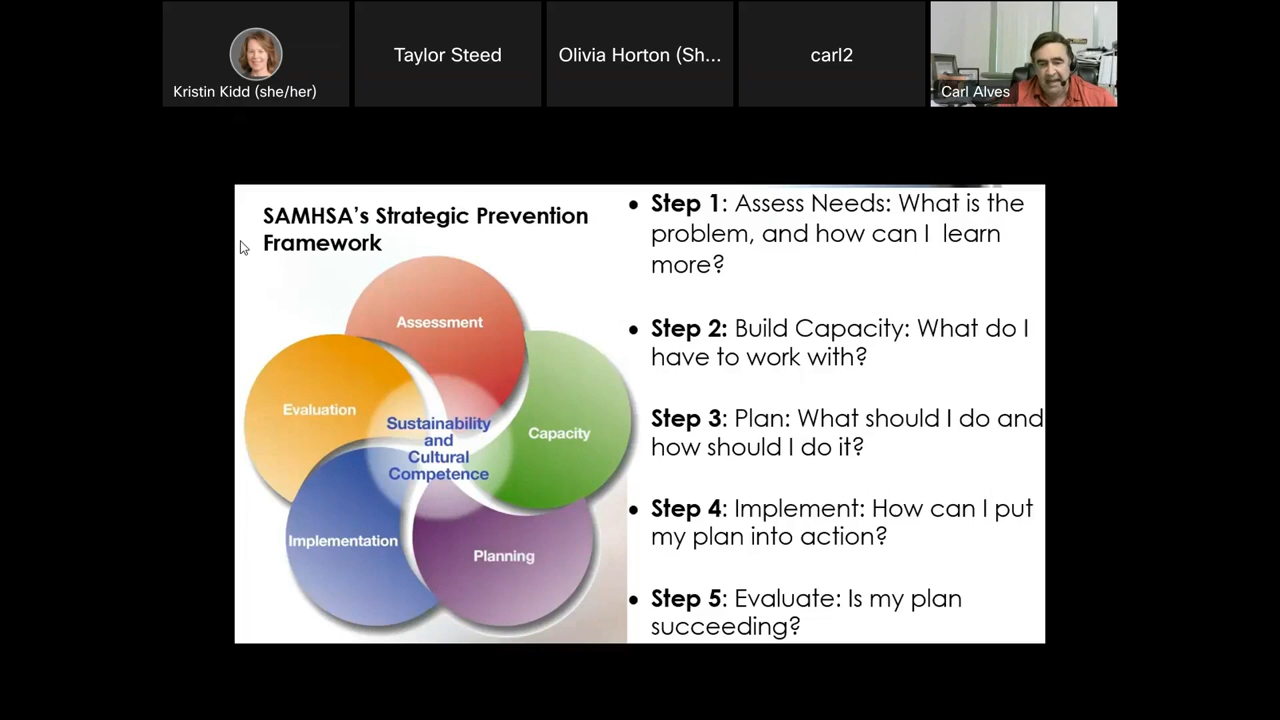 Kristin Kidd (she/her)
Taylor Steed
Olivia Horton (Sh...
carl2
Carl Alves
SAMHSA’s Strategic Prevention
Framework
Assessment
Evaluation
Capacity
Sustainability
and
Cultural
Competence
Implementation
Planning
• Step 1: Assess Needs: What is the
problem, and how can I learn
more?
• Step 2: Build Capacity: What do I
have to work with?
Step 3: Plan: What should I do and
how should I do it?
• Step 4: Implement: How can I put
my plan into action?
• Step 5: Evaluate: Is my plan
succeeding?